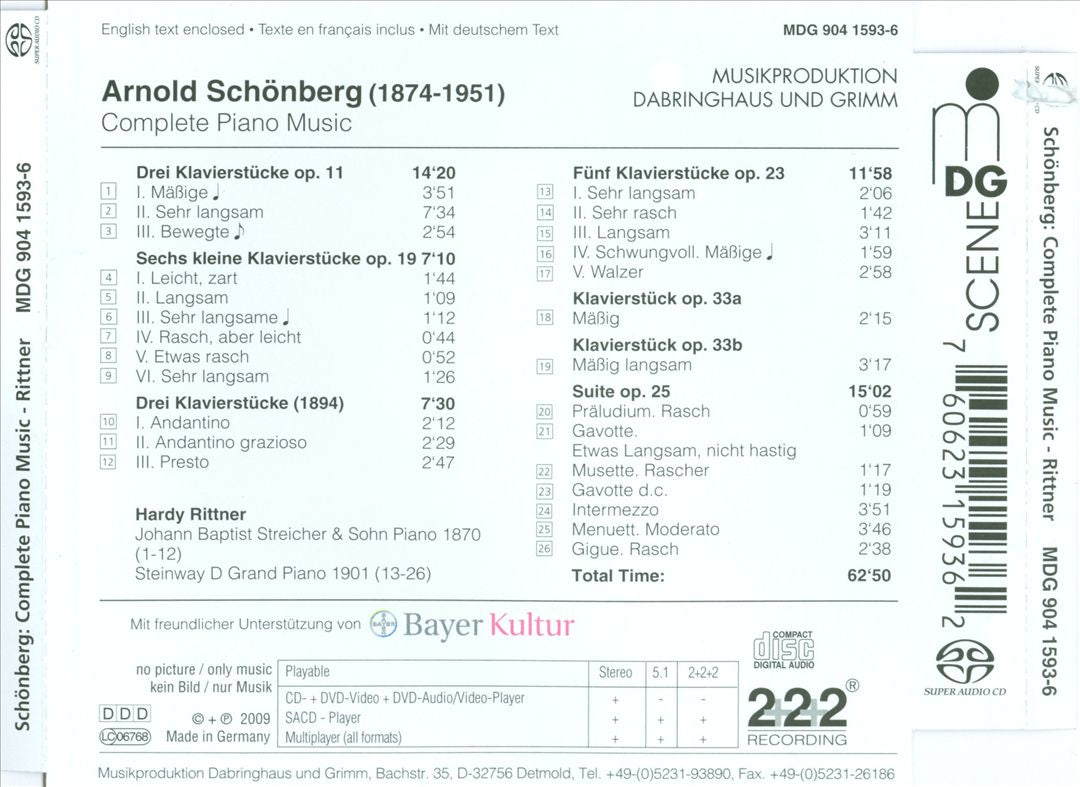 SUPER AUDIO CD
Schönberg: Complete Piano Music - Rittner MDG 904 1593-6
English text enclosed • Texte en français inclus • Mit deutschem Text
MDG 904 1593-6
Arnold Schönberg (1874-1951)
Complete Piano Music
MUSIKPRODUKTION
DABRINGHAUS UND GRIMM
Drei Klavierstücke op. 11 14'20
1 I. Mäßige ♩ 3'51
2 II. Sehr langsam 7'34
3 III. Bewegte ♪ 2'54
Sechs kleine Klavierstücke op. 19 7'10
4 I. Leicht, zart 1'44
5 II. Langsam 1'09
6 III. Sehr langsame ♩ 1'12
7 IV. Rasch, aber leicht 0'44
8 V. Etwas rasch 0'52
9 VI. Sehr langsam 1'26
Drei Klavierstücke (1894) 7'30
10 I. Andantino 2'12
11 II. Andantino grazioso 2'29
12 III. Presto 2'47
Hardy Rittner
Johann Baptist Streicher & Sohn Piano 1870
(1-12)
Steinway D Grand Piano 1901 (13-26)
Fünf Klavierstücke op. 23 11'58
13 I. Sehr langsam 2'06
14 II. Sehr rasch 1'42
15 III. Langsam 3'11
16 IV. Schwungvoll. Mäßige ♩ 1'59
17 V. Walzer 2'58
Klavierstück op. 33a
18 Mäßig 2'15
Klavierstück op. 33b
19 Mäßig langsam 3'17
Suite op. 25 15'02
20 Präludium. Rasch 0'59
21 Gavotte. 1'09
Etwas Langsam, nicht hastig
22 Musette. Rascher 1'17
23 Gavotte d.c. 1'19
24 Intermezzo 3'51
25 Menuett. Moderato 3'46
26 Gigue. Rasch 2'38
Total Time: 62'50
Mit freundlicher Unterstützung von BAYER Bayer Kultur
no picture / only music
kein Bild / nur Musik
DDD
LC 06768
© + ℗ 2009
Made in Germany
Playable Stereo 5.1 2+2+2
CD- + DVD-Video + DVD-Audio/Video-Player + - -
SACD - Player + + +
Multiplayer (all formats) + + +
COMPACT
disc
DIGITAL AUDIO
2+2+2®
RECORDING
Musikproduktion Dabringhaus und Grimm, Bachstr. 35, D-32756 Detmold, Tel. +49-(0)5231-93890, Fax. +49-(0)5231-26186
MDG
SCENE
7 60623 15936 2
SUPER AUDIO CD
Schönberg: Complete Piano Music - Rittner MDG 904 1593-6